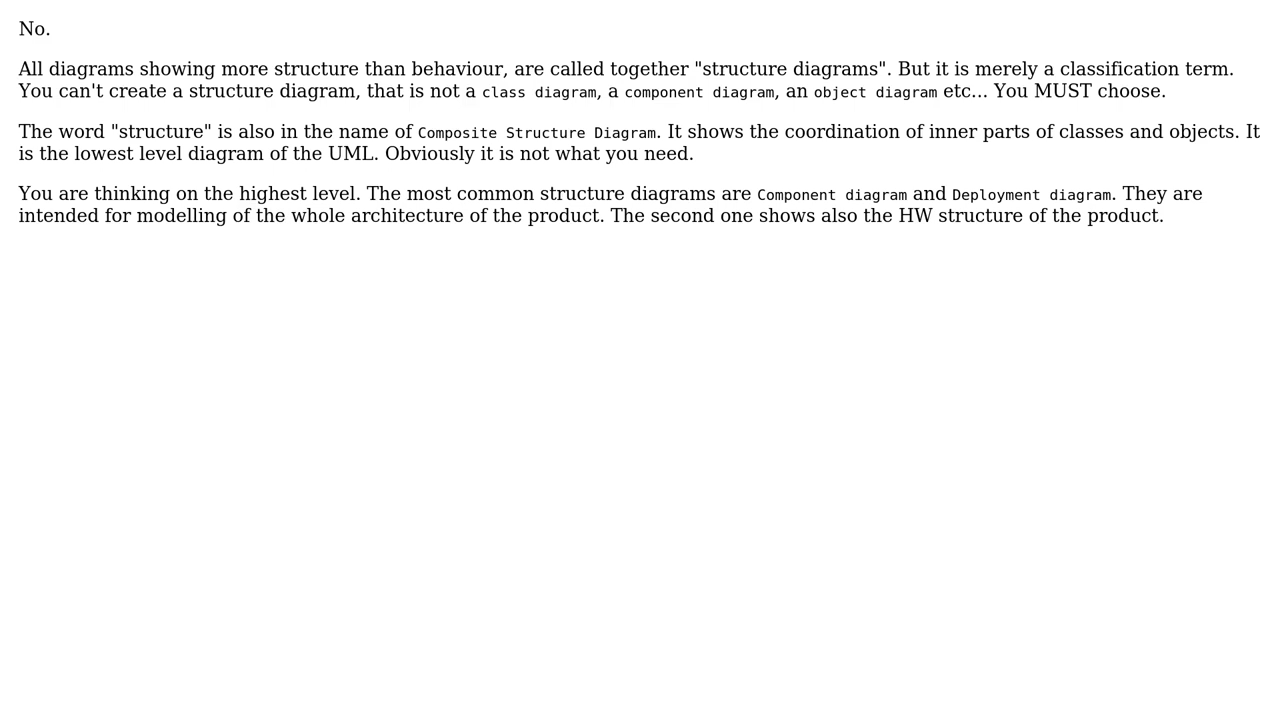 No.
All diagrams showing more structure than behaviour, are called together "structure diagrams". But it is merely a classification term.
You can't create a structure diagram, that is not a class diagram, a component diagram, an object diagram etc... You MUST choose.
The word "structure" is also in the name of Composite Structure Diagram. It shows the coordination of inner parts of classes and objects. It
is the lowest level diagram of the UML. Obviously it is not what you need.
You are thinking on the highest level. The most common structure diagrams are Component diagram and Deployment diagram. They are
intended for modelling of the whole architecture of the product. The second one shows also the HW structure of the product.